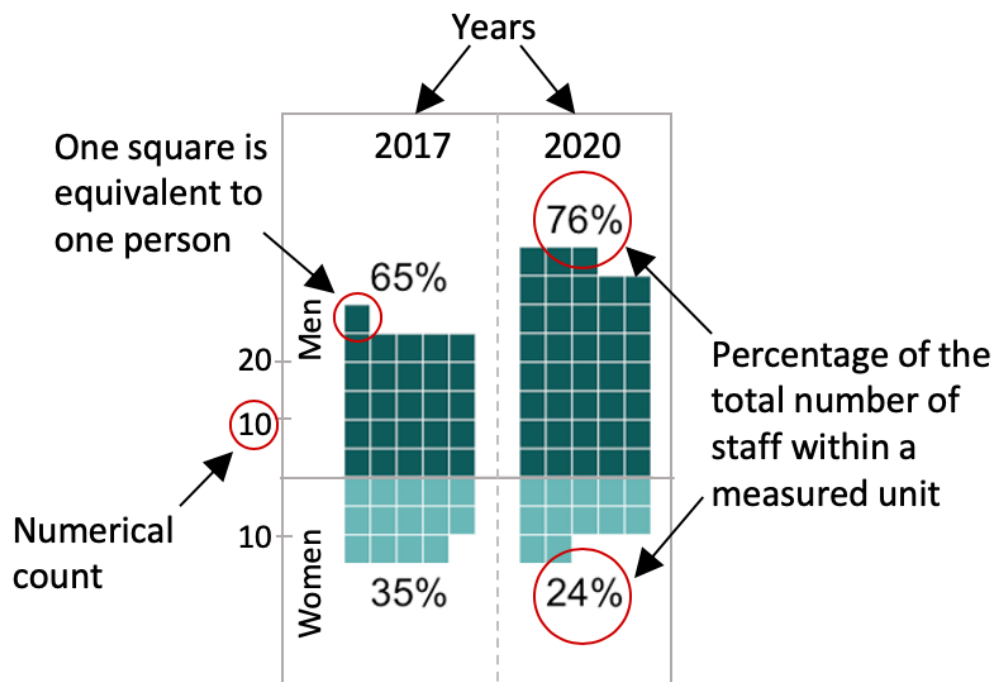 Years
2017
2020
One square is
equivalent to
one person
76%
65%
Men
20
10
Percentage of the
total number of
staff within a
measured unit
Numerical
count
10
Women
35%
24%